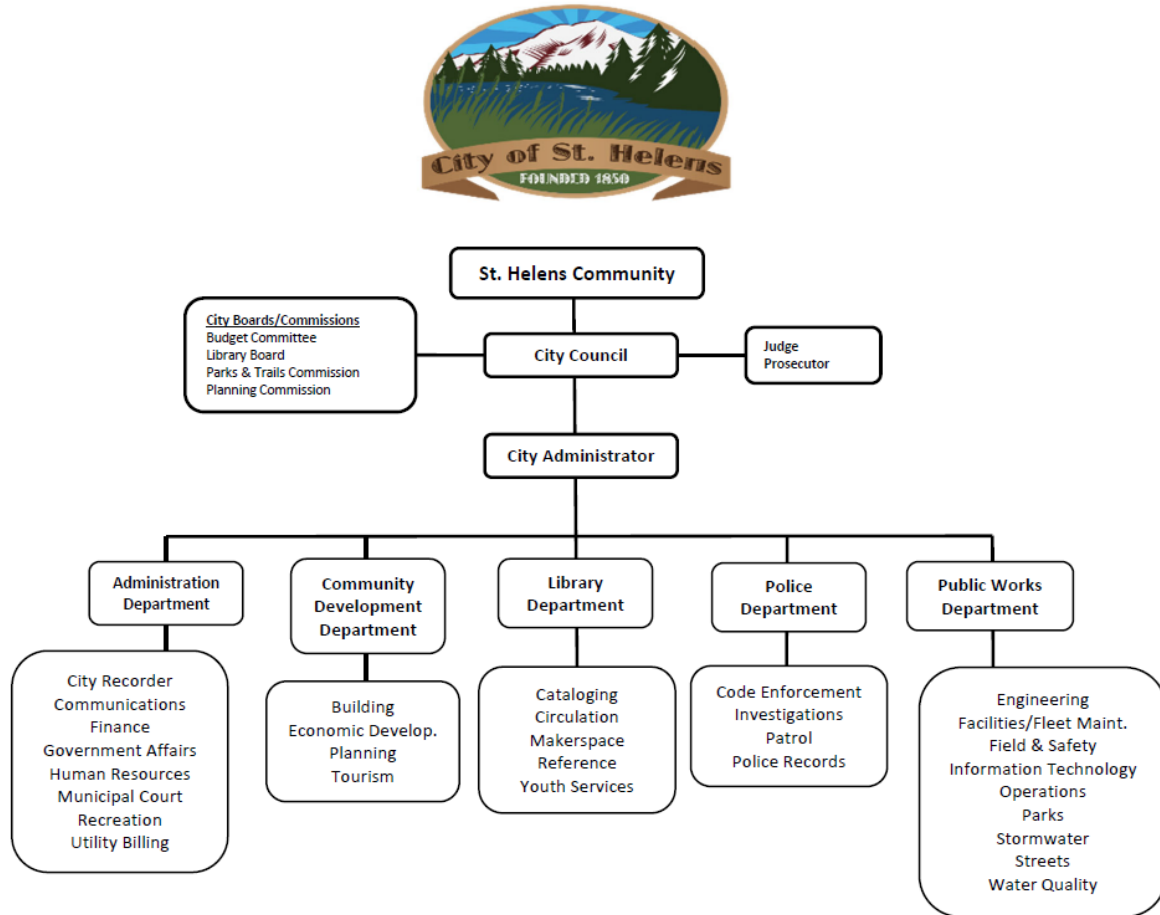 City of St. Helens
FOUNDED 1850
St. Helens Community
City Boards/Commissions
Budget Committee
Library Board
Parks & Trails Commission
Planning Commission
City Council
Judge
Prosecutor
City Administrator
Administration
Department
City Recorder
Communications
Finance
Government Affairs
Human Resources
Municipal Court
Recreation
Utility Billing
Community
Development
Department
Building
Economic Develop.
Planning
Tourism
Library
Department
Cataloging
Circulation
Makerspace
Reference
Youth Services
Police
Department
Code Enforcement
Investigations
Patrol
Police Records
Public Works
Department
Engineering
Facilities/Fleet Maint.
Field & Safety
Information Technology
Operations
Parks
Stormwater
Streets
Water Quality